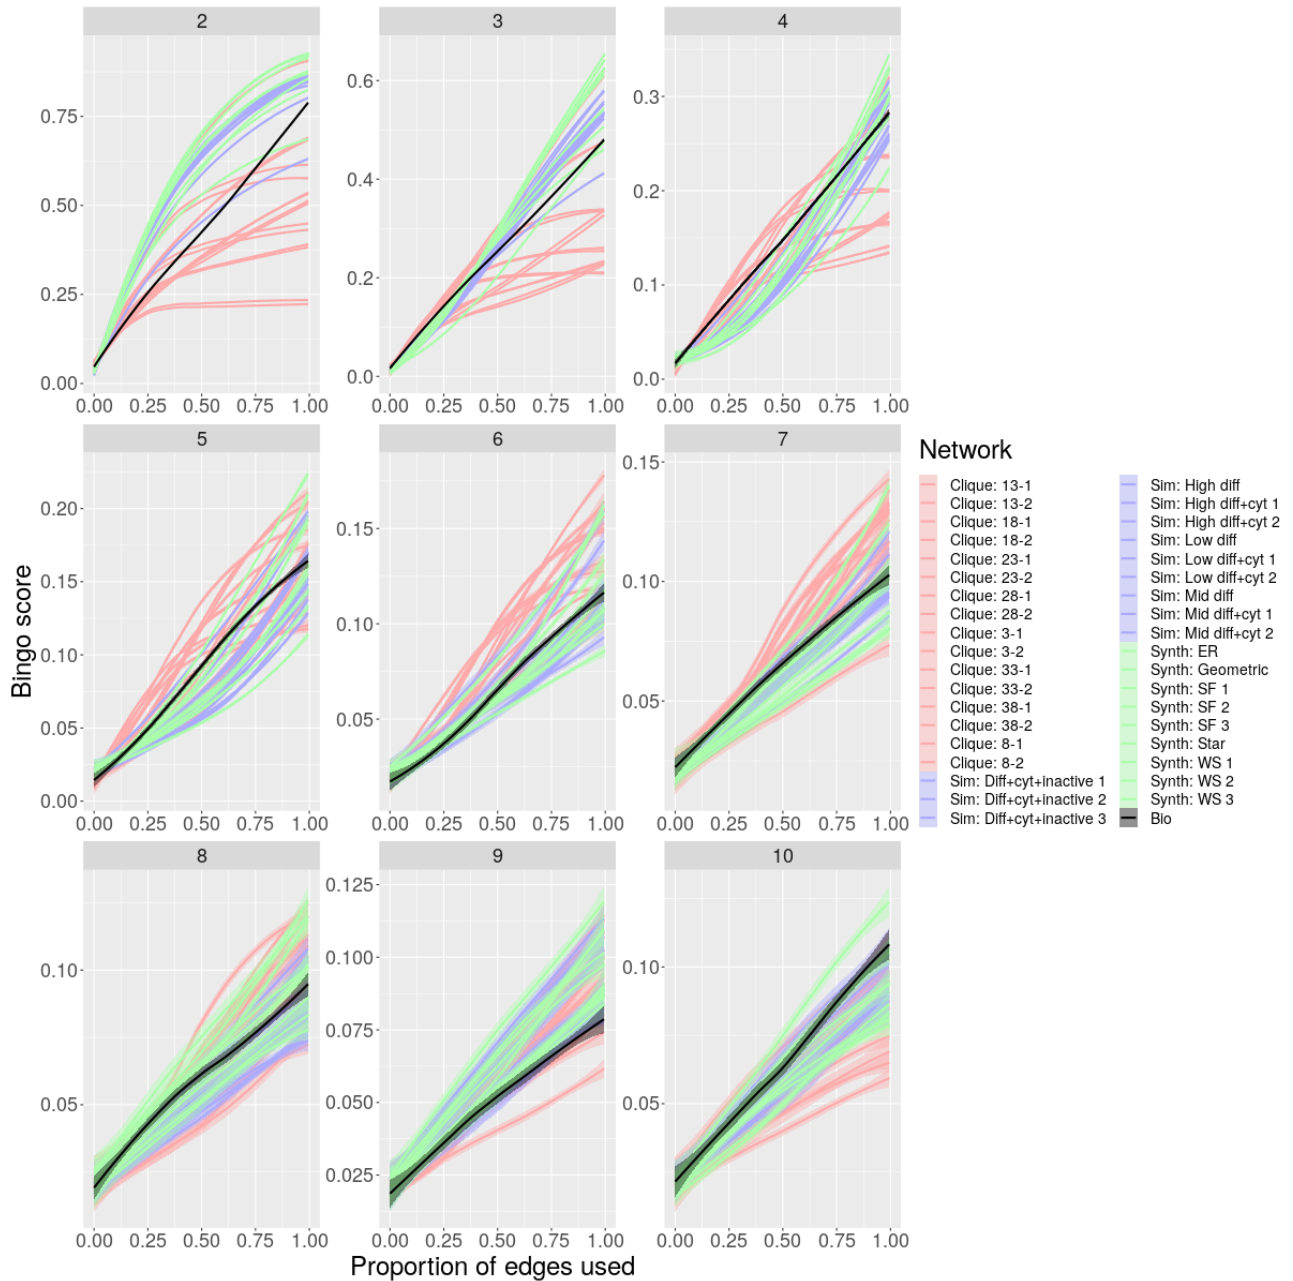 2
3
4
0.75
0.50
0.25
0.00
0.6
0.4
0.2
0.0
0.3
0.2
0.1
0.0
0.00 0.25 0.50 0.75 1.00
0.00 0.25 0.50 0.75 1.00
0.00 0.25 0.50 0.75 1.00
5
6
7
0.20
0.15
0.10
0.05
0.00
0.15
0.10
0.05
0.15
0.10
0.05
0.00 0.25 0.50 0.75 1.00
0.00 0.25 0.50 0.75 1.00
0.00 0.25 0.50 0.75 1.00
8
9
10
0.10
0.05
0.125
0.100
0.075
0.050
0.025
0.10
0.05
0.00 0.25 0.50 0.75 1.00
0.00 0.25 0.50 0.75 1.00
0.00 0.25 0.50 0.75 1.00
Bingo score
Proportion of edges used
Network
Clique: 13-1
Clique: 13-2
Clique: 18-1
Clique: 18-2
Clique: 23-1
Clique: 23-2
Clique: 28-1
Clique: 28-2
Clique: 3-1
Clique: 3-2
Clique: 33-1
Clique: 33-2
Clique: 38-1
Clique: 38-2
Clique: 8-1
Clique: 8-2
Sim: Diff+cyt+inactive 1
Sim: Diff+cyt+inactive 2
Sim: Diff+cyt+inactive 3
Sim: High diff
Sim: High diff+cyt 1
Sim: High diff+cyt 2
Sim: Low diff
Sim: Low diff+cyt 1
Sim: Low diff+cyt 2
Sim: Mid diff
Sim: Mid diff+cyt 1
Sim: Mid diff+cyt 2
Synth: ER
Synth: Geometric
Synth: SF 1
Synth: SF 2
Synth: SF 3
Synth: Star
Synth: WS 1
Synth: WS 2
Synth: WS 3
Bio